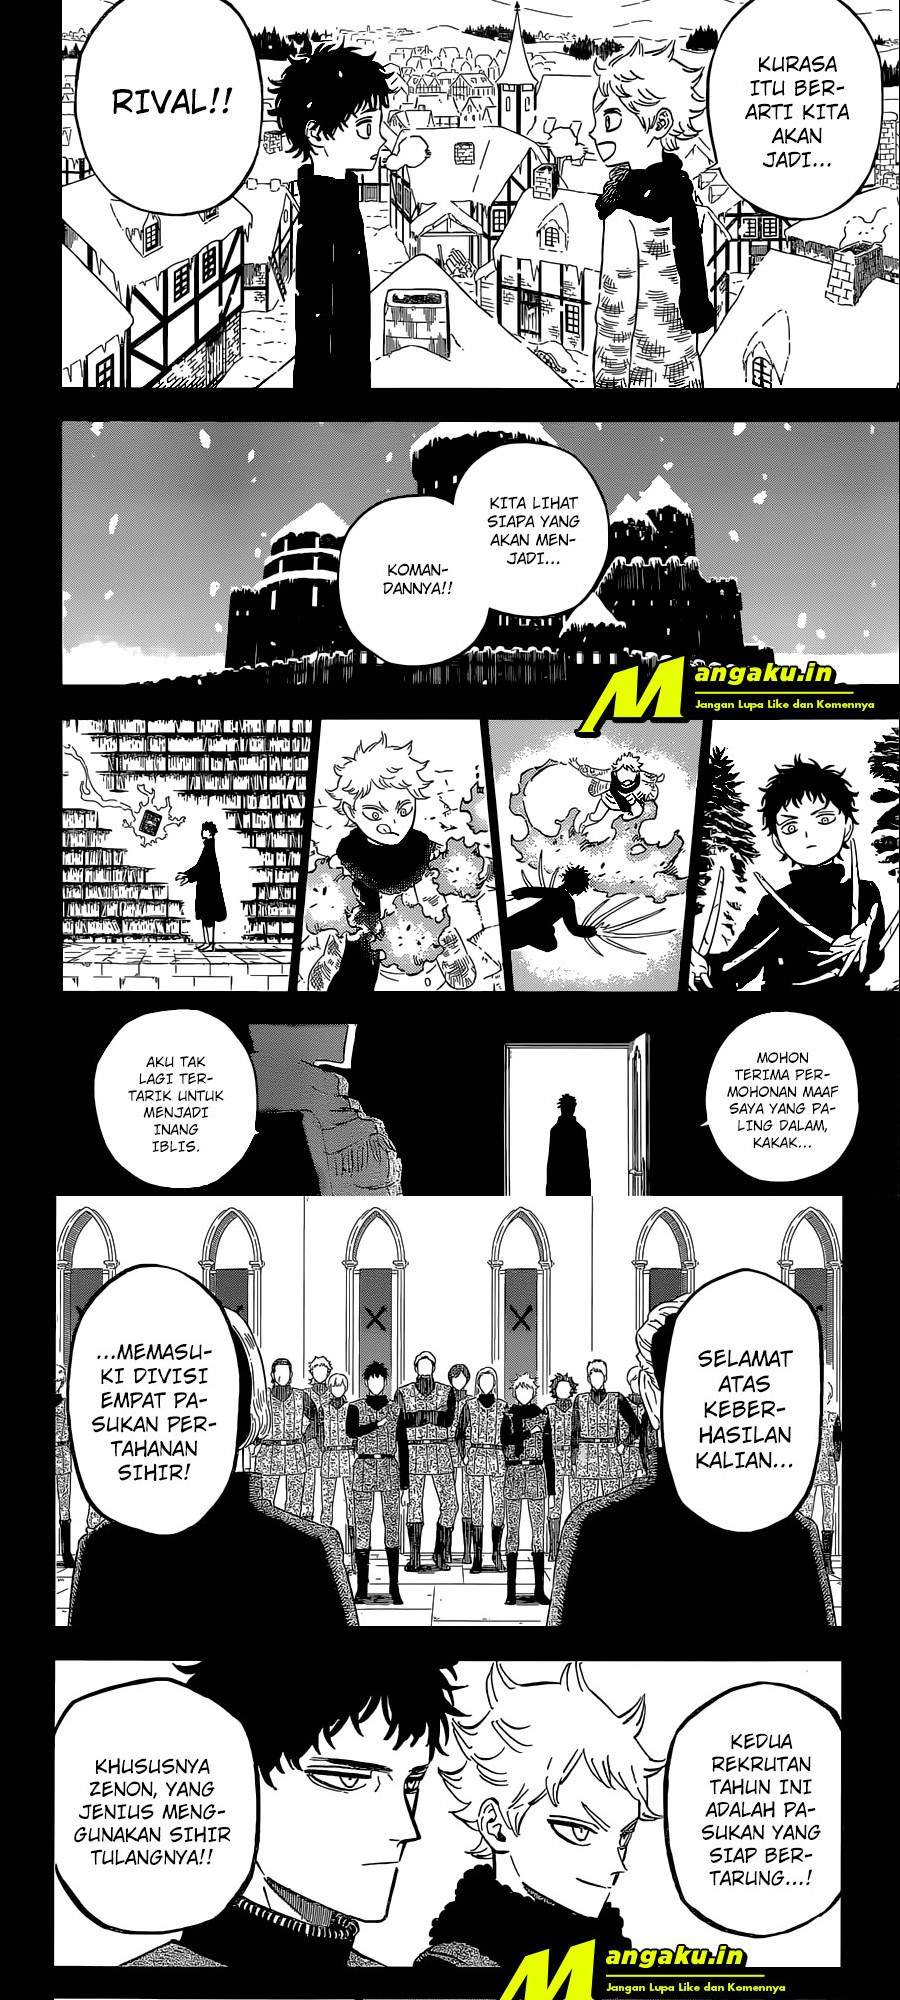 KURASA
ITU BER-
ARTI KITA
AKAN
JADI...
RIVAL!!
KITA LIHAT
SIAPA YANG
AKAN MEN-
JADI...
KOMAN-
DANNYA!!
Mangaku.in
Jangan Lupa Like dan Komennya
MOHON
TERIMA PER-
MOHONAN MAAF
SAYA YANG PA-
LING DALAM,
KAKAK...
AKU TAK
LAGI TER-
TARIK UNTUK
MENJADI
INANG
IBLIS.
SELAMAT
ATAS
KEBER-
HASILAN
KALIAN...
...MEMASU-
KI DIVISI
EMPAT PA-
SUKAN PER-
TAHANAN
SIHIR!
KEDUA
REKRUTAN
TAHUN INI
ADALAH PA-
SUKAN YANG
SIAP BER-
TARUNG...!
KHUSUSNYA
ZENON, YANG
JENIUS MENG-
GUNAKAN SIHIR
TULANGNYA!!
Mangaku.in
Jangan Lupa Like dan Komennya